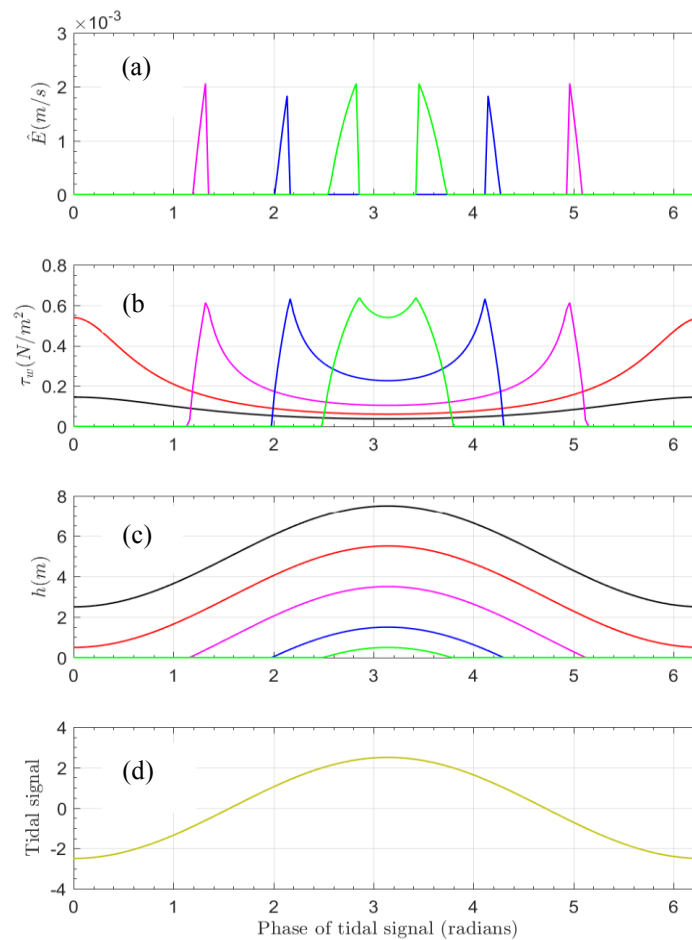 ×10⁻³
3
(a)
2
Ê(m/s)
1
0
0 1 2 3 4 5 6
0.8
(b)
0.6
τ_w(N/m²)
0.4
0.2
0
0 1 2 3 4 5 6
8
(c)
6
h(m)
4
2
0
0 1 2 3 4 5 6
4
(d)
2
Tidal signal
0
-2
-4
0 1 2 3 4 5 6
Phase of tidal signal (radians)